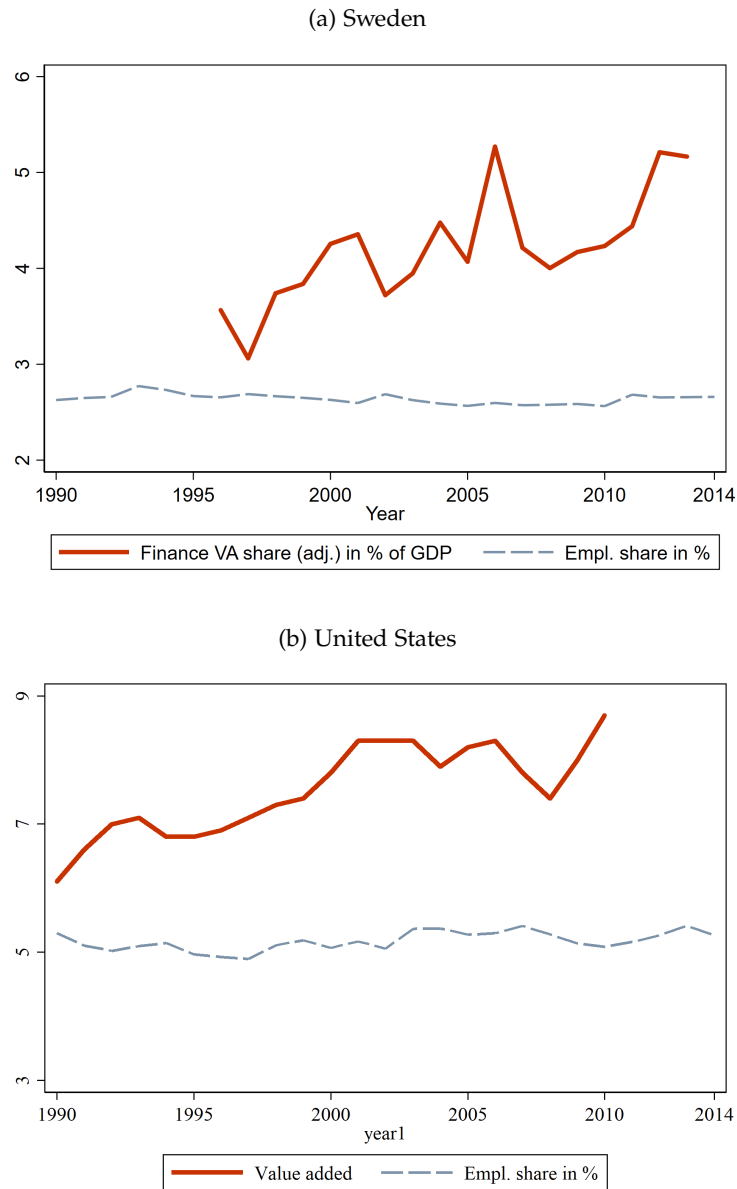 (a) Sweden
6
5
4
3
2
1990 1995 2000 2005 2010 2014
Year
Finance VA share (adj.) in % of GDP Empl. share in %
(b) United States
9
7
5
3
1990 1995 2000 2005 2010 2014
year1
Value added Empl. share in %